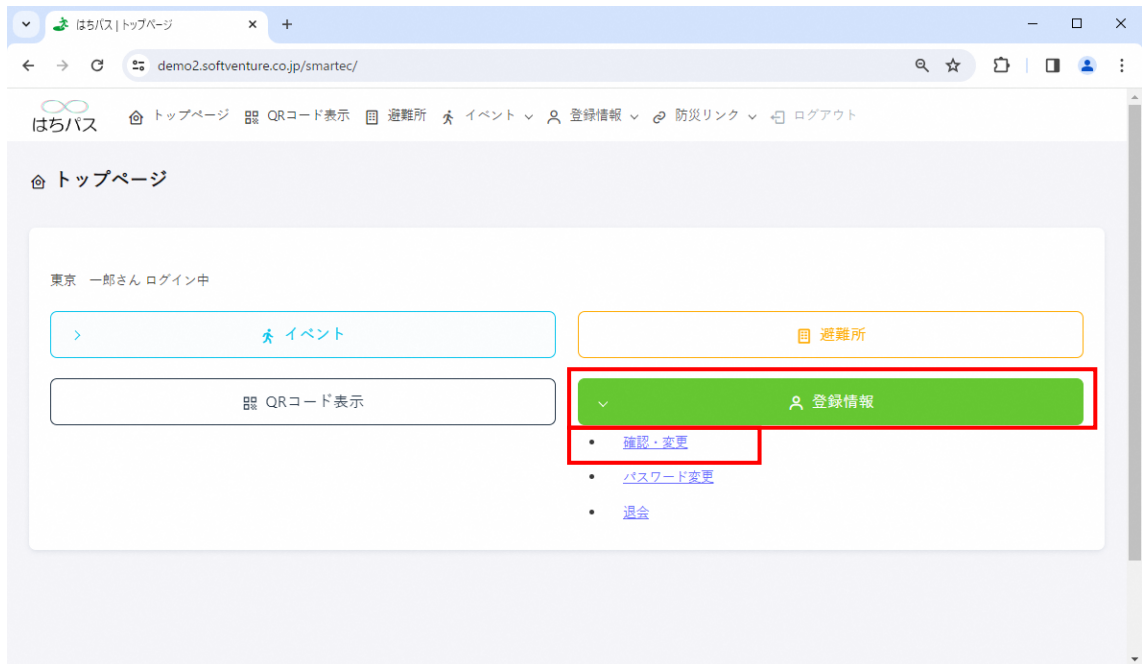 はちパス | トップページ
demo2.softventure.co.jp/smartec/
はちパス トップページ QRコード表示 避難所 イベント 登録情報 防災リンク ログアウト
トップページ
東京　一郎さん ログイン中
イベント
避難所
QRコード表示
登録情報
• 確認・変更
• パスワード変更
• 退会